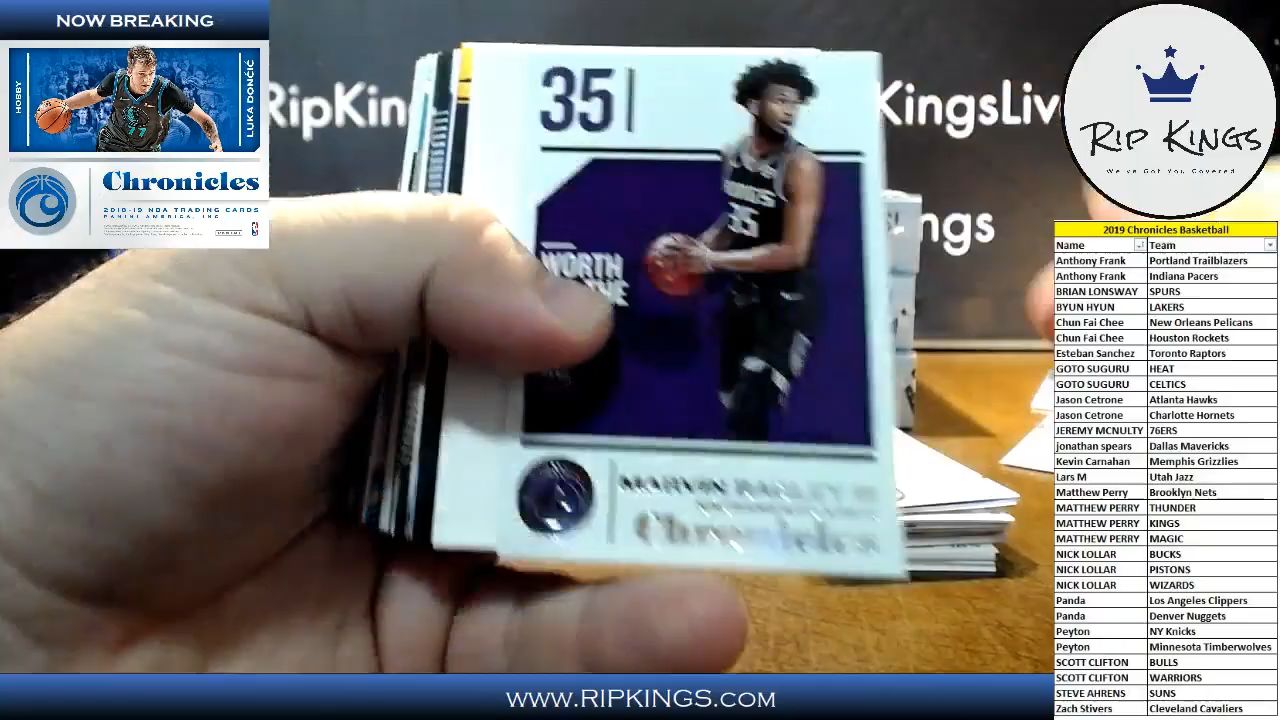 NOW BREAKING
HOBBY
LUKA DONČIĆ
77
Chronicles
2018-19 NBA TRADING CARDS
PANINI AMERICA, INC.
RipKin
KingsLiv
ngs
35
KINGS
35
WORTH
Chronicles
RIP KINGS
We've Got You Covered
2019 Chronicles Basketball
Name Team
Anthony Frank Portland Trailblazers
Anthony Frank Indiana Pacers
BRIAN LONSWAY SPURS
BYUN HYUN LAKERS
Chun Fai Chee New Orleans Pelicans
Chun Fai Chee Houston Rockets
Esteban Sanchez Toronto Raptors
GOTO SUGURU HEAT
GOTO SUGURU CELTICS
Jason Cetrone Atlanta Hawks
Jason Cetrone Charlotte Hornets
JEREMY MCNULTY 76ERS
jonathan spears Dallas Mavericks
Kevin Carnahan Memphis Grizzlies
Lars M Utah Jazz
Matthew Perry Brooklyn Nets
MATTHEW PERRY THUNDER
MATTHEW PERRY KINGS
MATTHEW PERRY MAGIC
NICK LOLLAR BUCKS
NICK LOLLAR PISTONS
NICK LOLLAR WIZARDS
Panda Los Angeles Clippers
Panda Denver Nuggets
Peyton NY Knicks
Peyton Minnesota Timberwolves
SCOTT CLIFTON BULLS
SCOTT CLIFTON WARRIORS
STEVE AHRENS SUNS
Zach Stivers Cleveland Cavaliers
WWW.RIPKINGS.COM